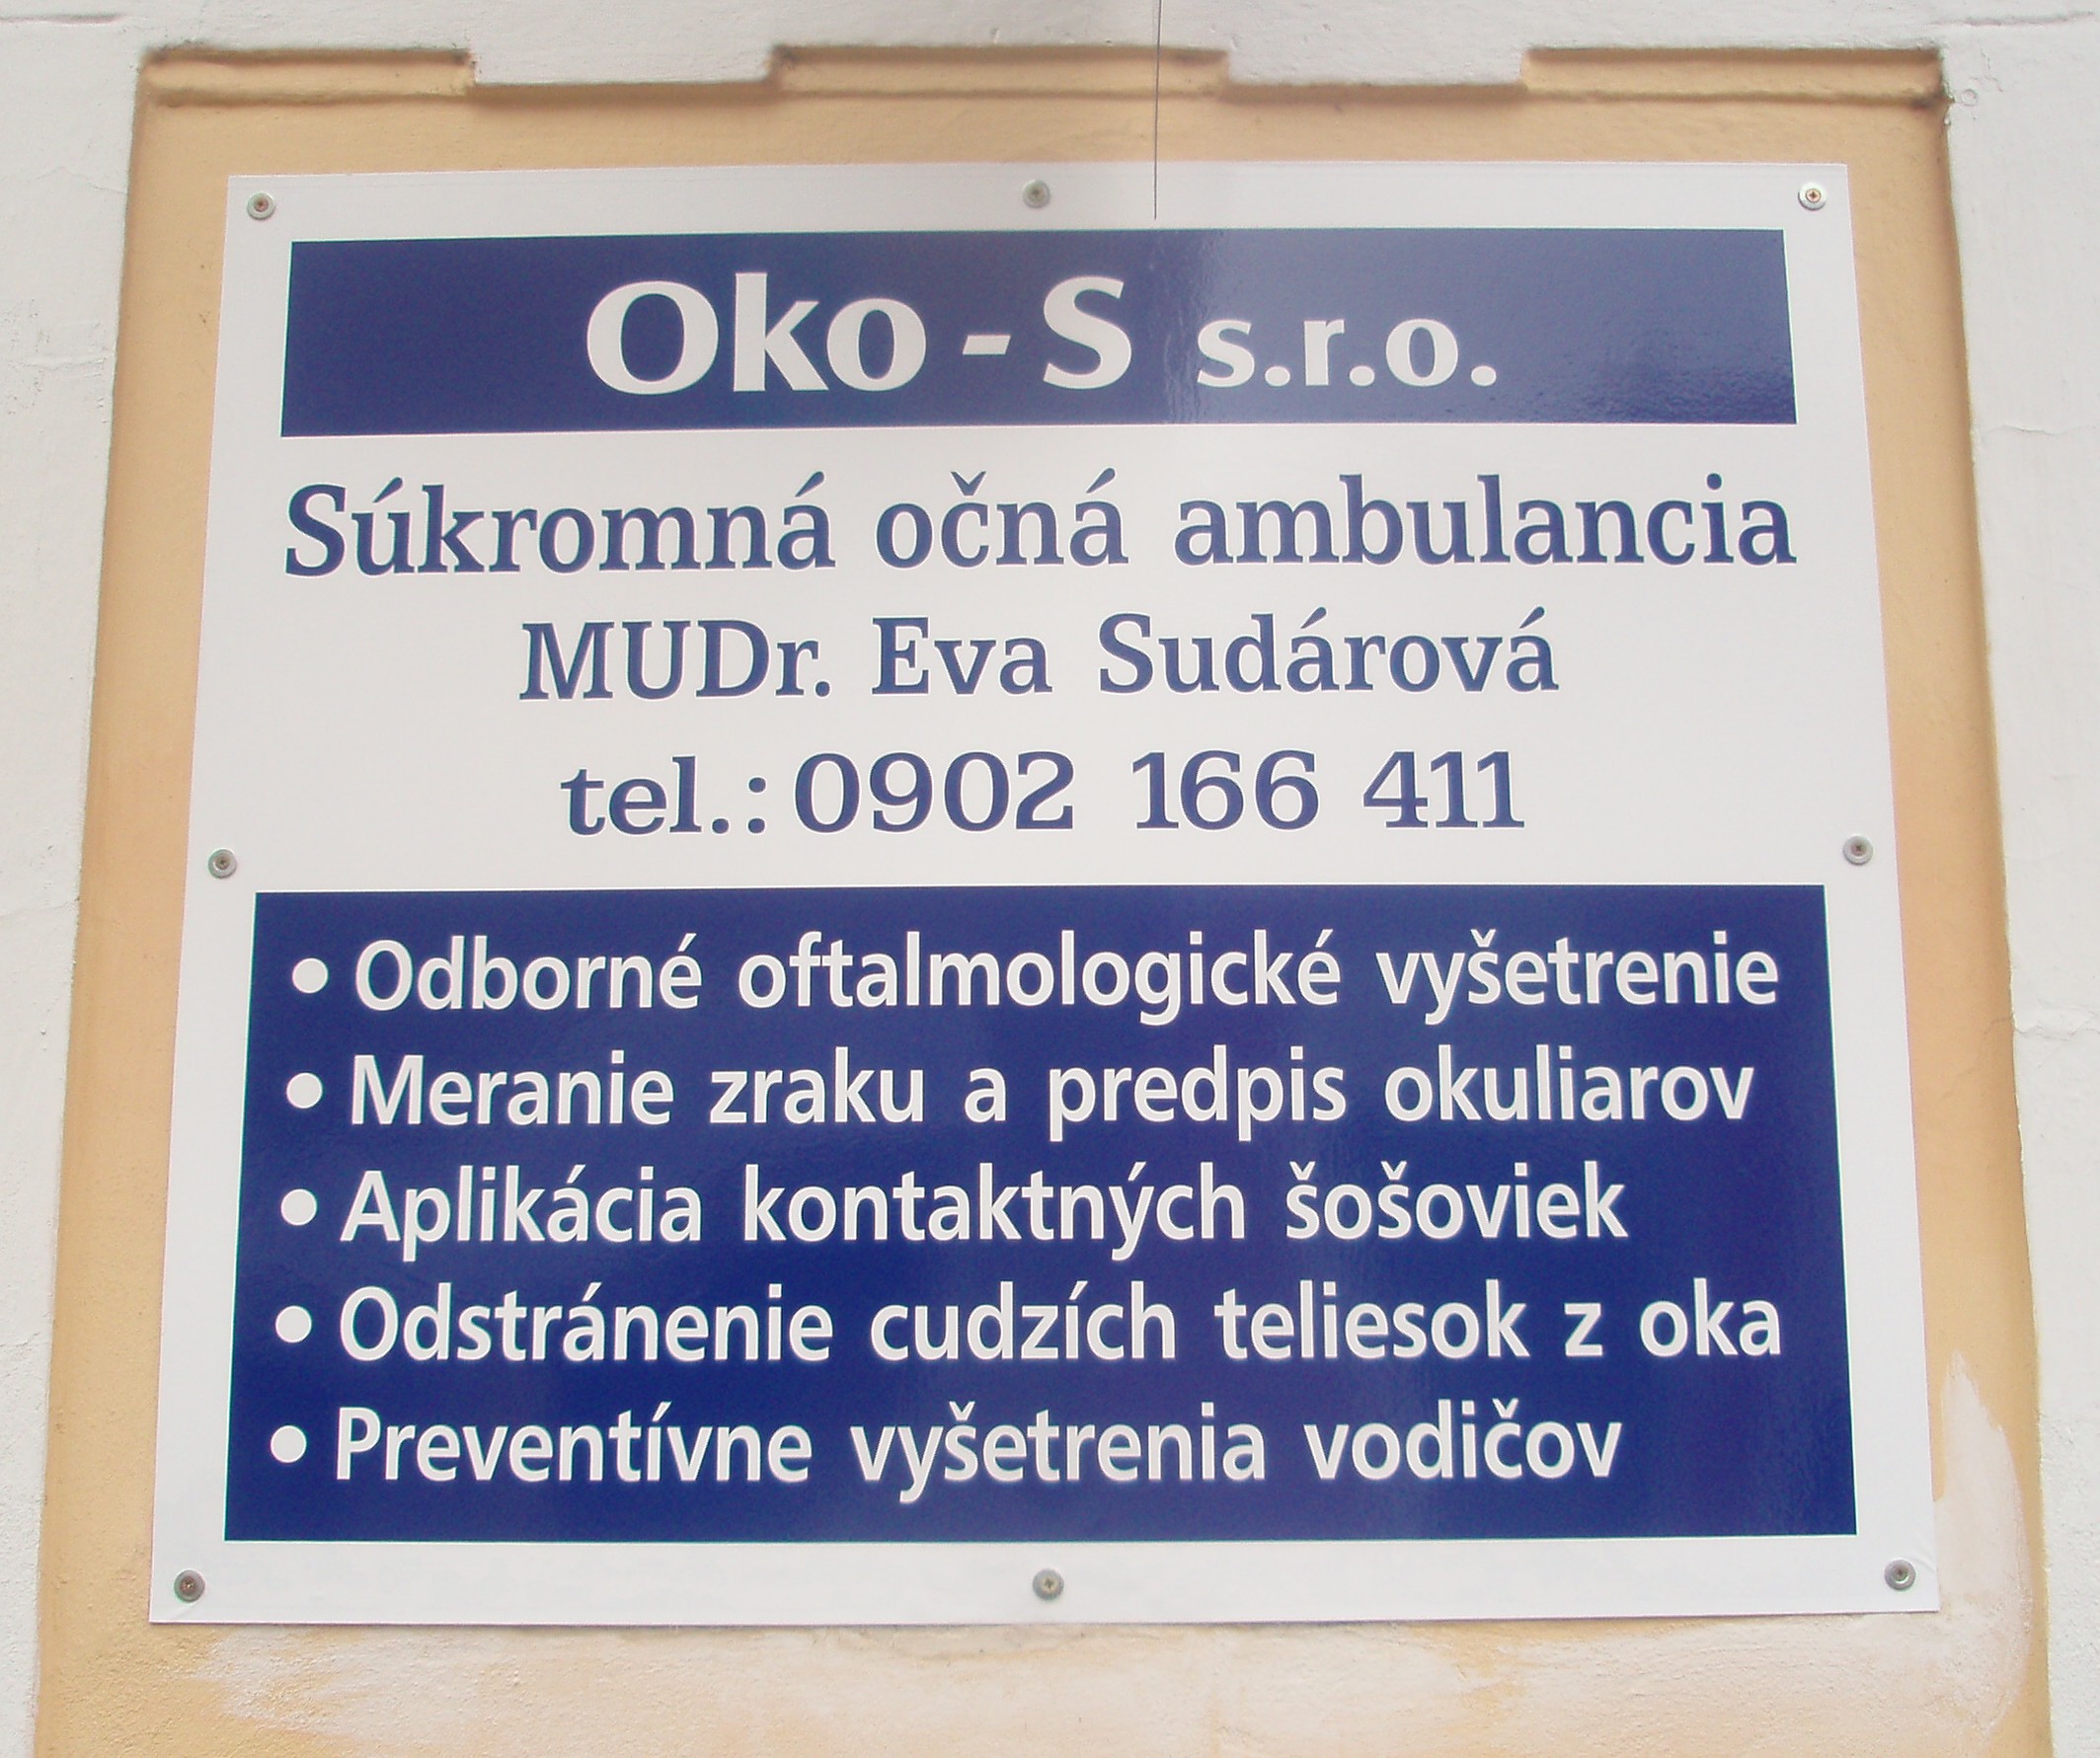 Oko - S s.r.o.
Súkromná očná ambulancia
MUDr. Eva Sudárová
tel.: 0902 166 411
• Odborné oftalmologické vyšetrenie
• Meranie zraku a predpis okuliarov
• Aplikácia kontaktných šošoviek
• Odstránenie cudzích teliesok z oka
• Preventívne vyšetrenia vodičov